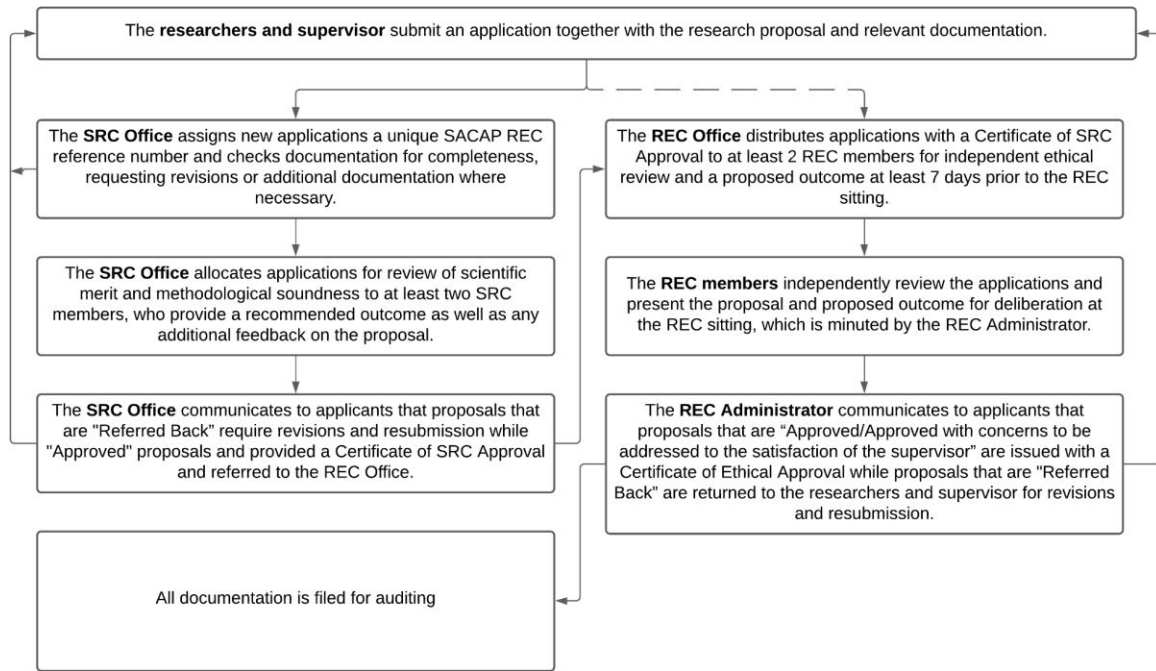 The researchers and supervisor submit an application together with the research proposal and relevant documentation.
The SRC Office assigns new applications a unique SACAP REC
reference number and checks documentation for completeness,
requesting revisions or additional documentation where
necessary.
The SRC Office allocates applications for review of scientific
merit and methodological soundness to at least two SRC
members, who provide a recommended outcome as well as any
additional feedback on the proposal.
The SRC Office communicates to applicants that proposals that
are "Referred Back” require revisions and resubmission while
"Approved" proposals and provided a Certificate of SRC Approval
and referred to the REC Office.
The REC Office distributes applications with a Certificate of SRC
Approval to at least 2 REC members for independent ethical
review and a proposed outcome at least 7 days prior to the REC
sitting.
The REC members independently review the applications and
present the proposal and proposed outcome for deliberation at
the REC sitting, which is minuted by the REC Administrator.
The REC Administrator communicates to applicants that
proposals that are “Approved/Approved with concerns to be
addressed to the satisfaction of the supervisor” are issued with a
Certificate of Ethical Approval while proposals that are "Referred
Back” are returned to the researchers and supervisor for revisions
and resubmission.
All documentation is filed for auditing